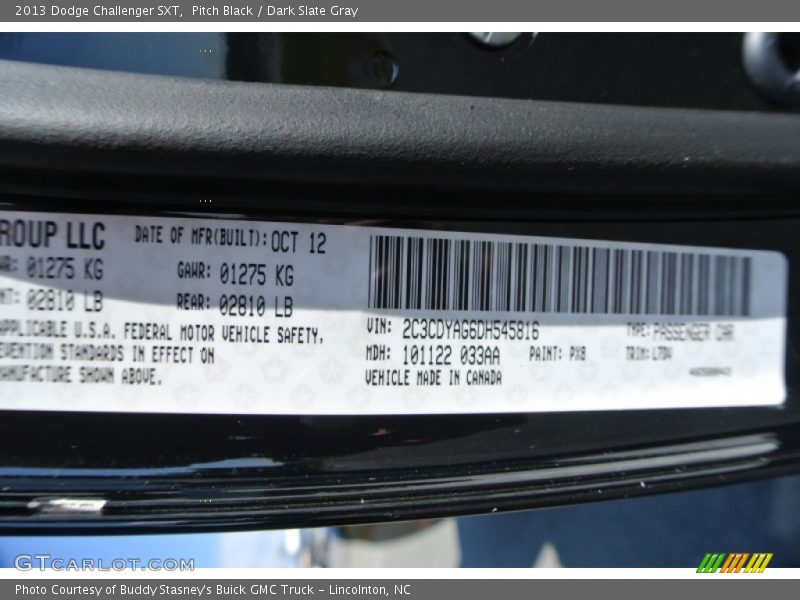 2013 Dodge Challenger SXT, Pitch Black / Dark Slate Gray
ROUP LLC
DATE OF MFR(BUILT): OCT 12
01275 KG
GAWR: 01275 KG
02810 LB
REAR: 02810 LB
APPLICABLE U.S.A. FEDERAL MOTOR VEHICLE SAFETY,
EVENTION STANDARDS IN EFFECT ON
MANUFACTURE SHOWN ABOVE.
VIN: 2C3CDYAG6DH545816
TYPE: PASSENGER CAR
MDH: 101122 033AA
PAINT: PX8
TRIM: L7DV
VEHICLE MADE IN CANADA
GTCARLOT.COM
Photo Courtesy of Buddy Stasney's Buick GMC Truck - Lincolnton, NC